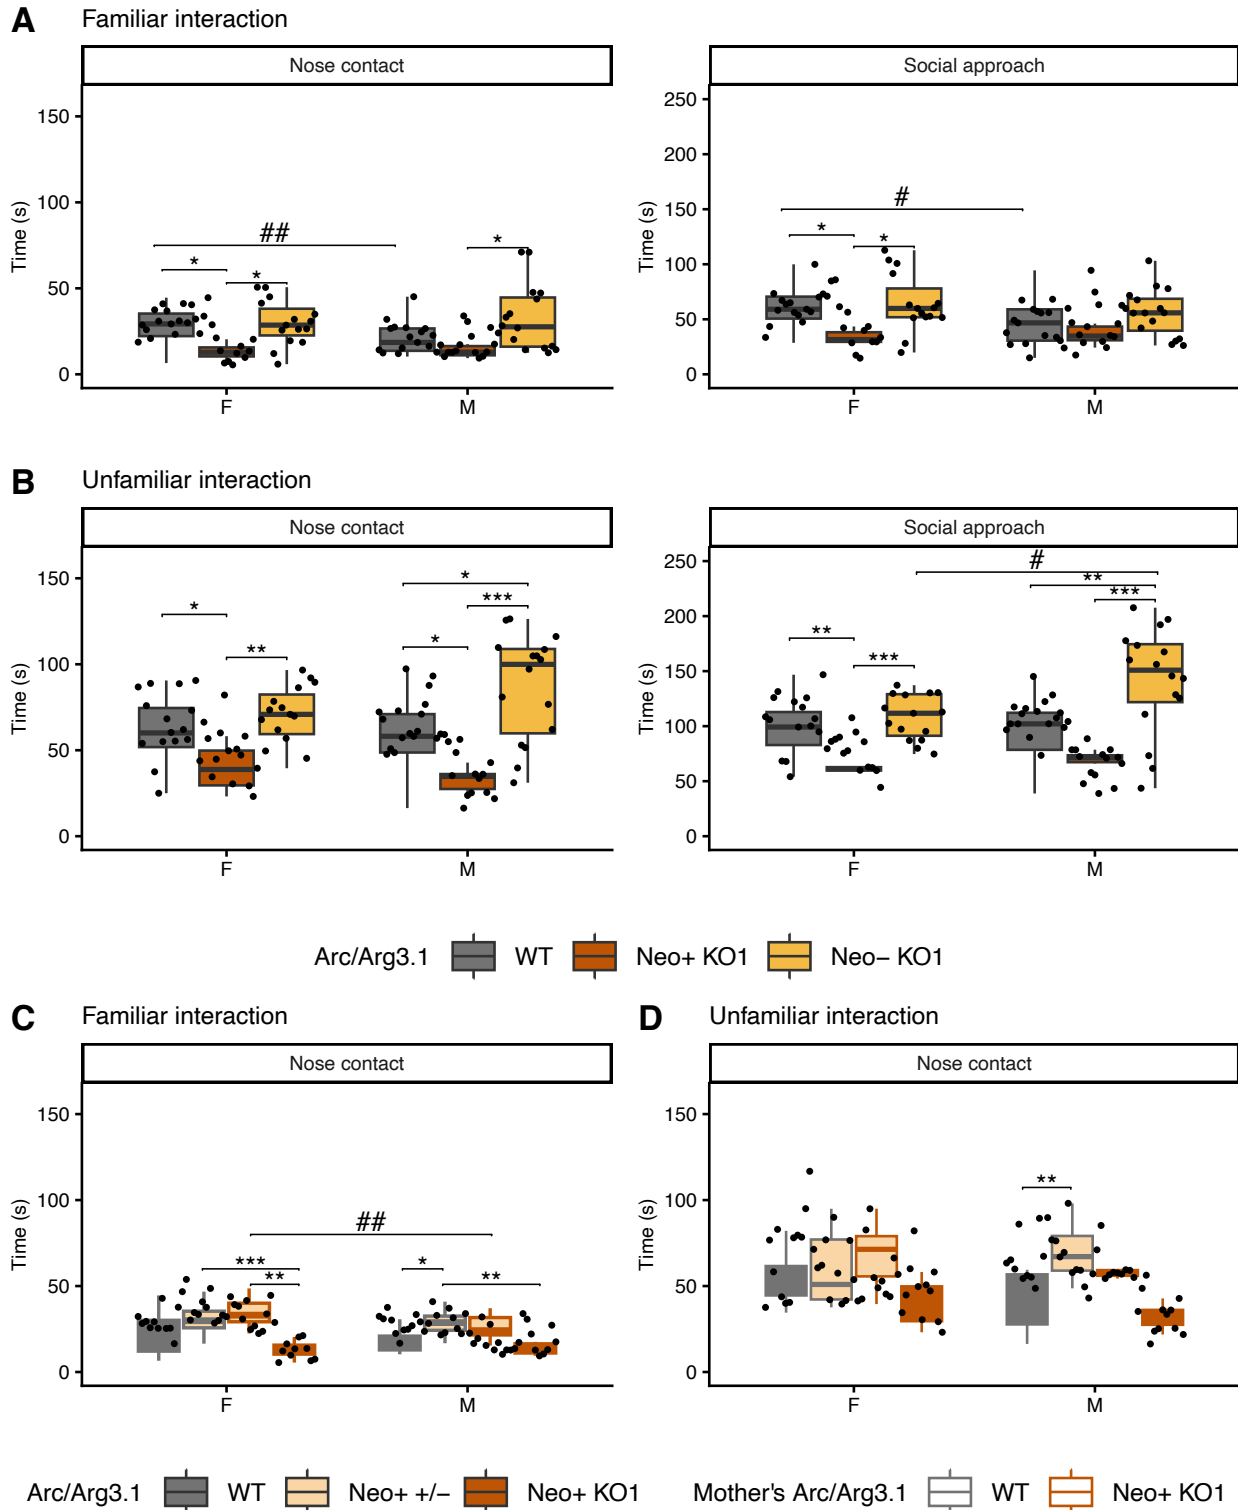 A Familiar interaction
Nose contact
Social approach
Time (s)
150
100
50
0
## * * *
F M
Time (s)
250
200
150
100
50
0
# * *
F M
B Unfamiliar interaction
Nose contact
Social approach
Time (s)
150
100
50
0
* ** * *** *
F M
Time (s)
250
200
150
100
50
0
# ** *** ** ***
F M
Arc/Arg3.1 WT Neo+ KO1 Neo− KO1
C Familiar interaction
D Unfamiliar interaction
Nose contact
Nose contact
Time (s)
150
100
50
0
## *** ** * **
F M
Time (s)
150
100
50
0
**
F M
Arc/Arg3.1 WT Neo+ +/− Neo+ KO1
Mother's Arc/Arg3.1 WT Neo+ KO1